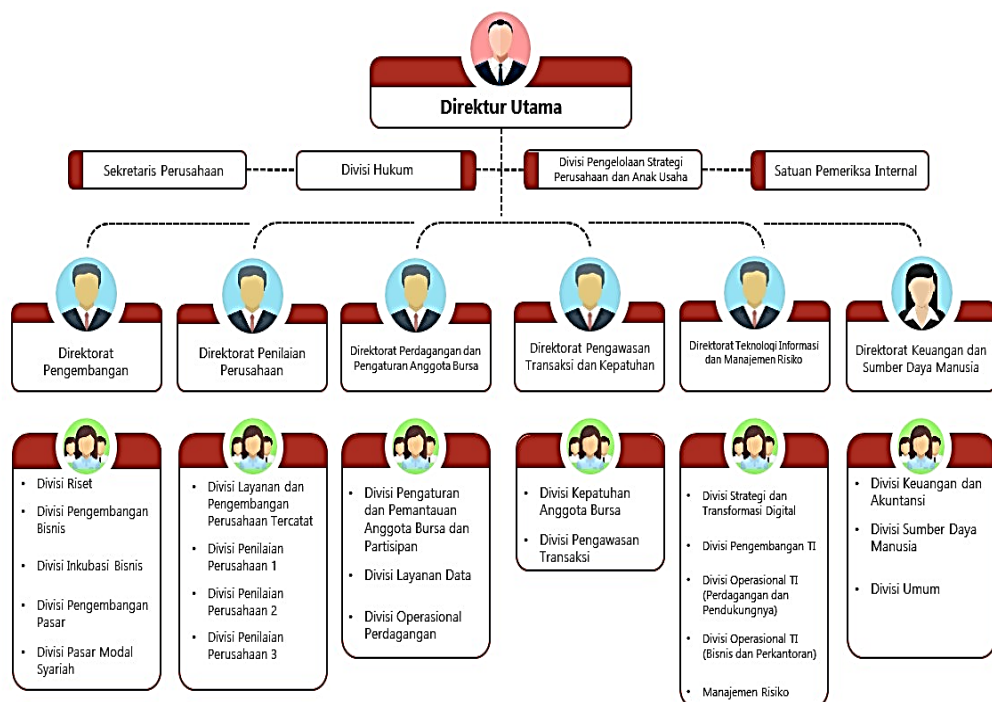 Direktur Utama
Sekretaris Perusahaan
Divisi Hukum
Divisi Pengelolaan Strategi
Perusahaan dan Anak Usaha
Satuan Pemeriksa Internal
Direktorat
Pengembangan
Direktorat Penilaian
Perusahaan
Direktorat Perdagangan dan
Pengaturan Anggota Bursa
Direktorat Pengawasan
Transaksi dan Kepatuhan
Direktorat Teknologi Informasi
dan Manajemen Risiko
Direktorat Keuangan dan
Sumber Daya Manusia
• Divisi Riset
• Divisi Pengembangan
Bisnis
• Divisi Inkubasi Bisnis
• Divisi Pengembangan
Pasar
• Divisi Pasar Modal
Syariah
• Divisi Layanan dan
Pengembangan
Perusahaan Tercatat
• Divisi Penilaian
Perusahaan 1
• Divisi Penilaian
Perusahaan 2
• Divisi Penilaian
Perusahaan 3
• Divisi Pengaturan
dan Pemantauan
Anggota Bursa dan
Partisipan
• Divisi Layanan Data
• Divisi Operasional
Perdagangan
• Divisi Kepatuhan
Anggota Bursa
• Divisi Pengawasan
Transaksi
• Divisi Strategi dan
Transformasi Digital
• Divisi Pengembangan TI
• Divisi Operasional TI
(Perdagangan dan
Pendukungnya)
• Divisi Operasional TI
(Bisnis dan Perkantoran)
• Manajemen Risiko
• Divisi Keuangan dan
Akuntansi
• Divisi Sumber Daya
Manusia
• Divisi Umum